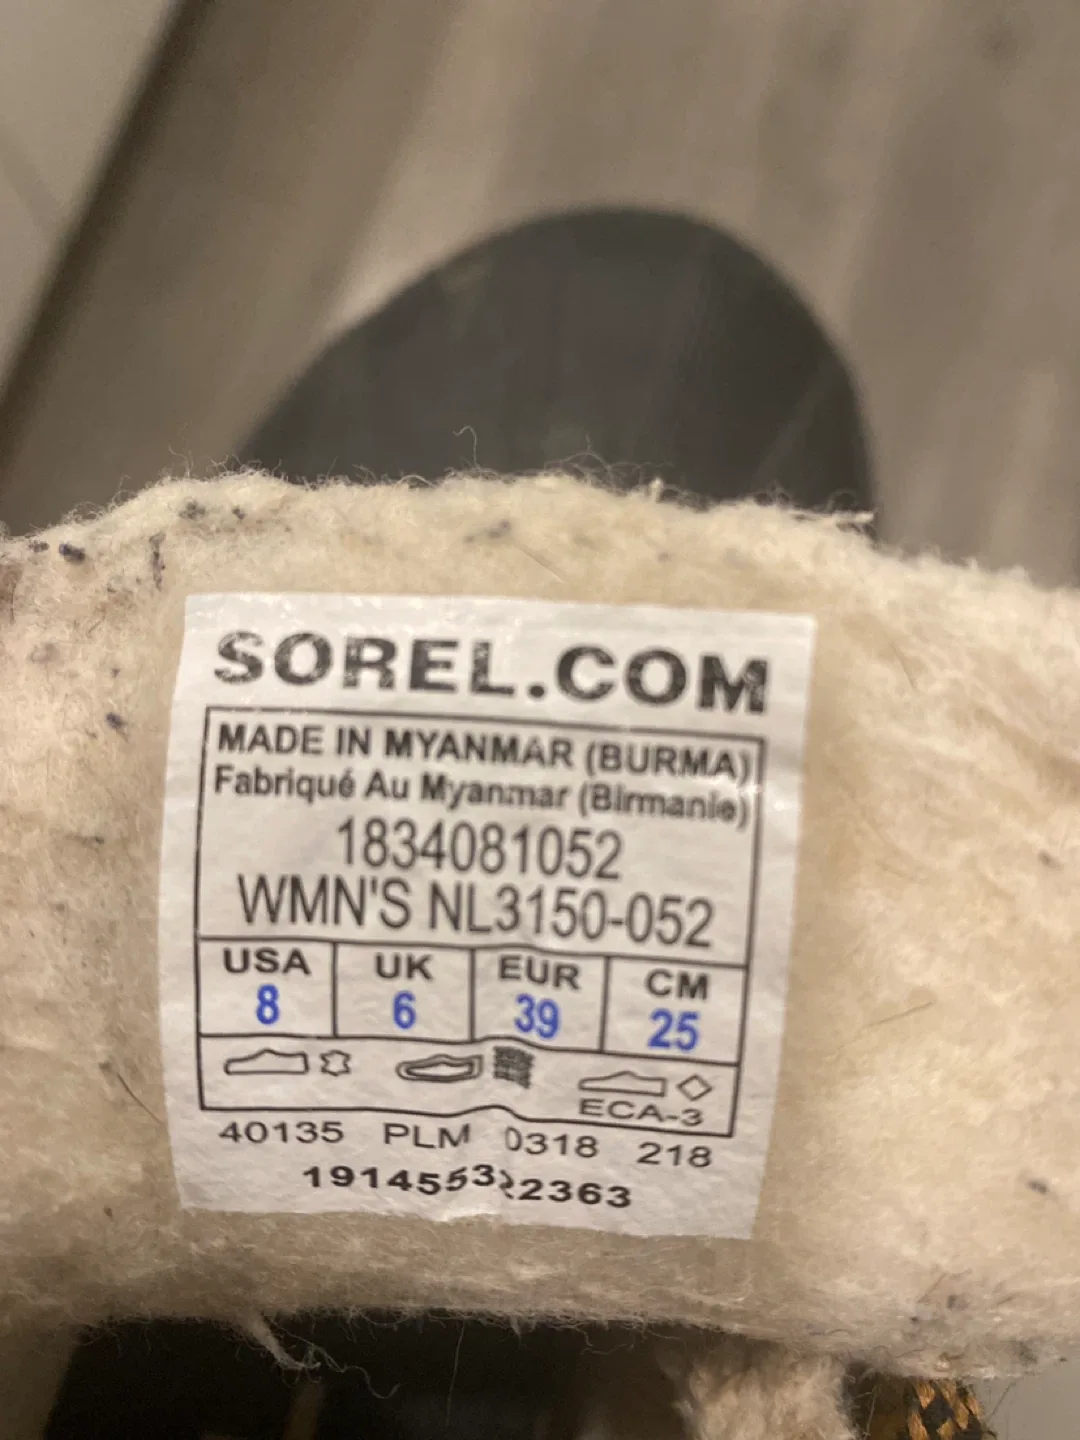 SOREL.COM
MADE IN MYANMAR (BURMA)
Fabriqué Au Myanmar (Birmanie)
1834081052
WMN'S NL3150-052
USA UK EUR CM
8 6 39 25
ECA-3
40135 PLM 0318 218